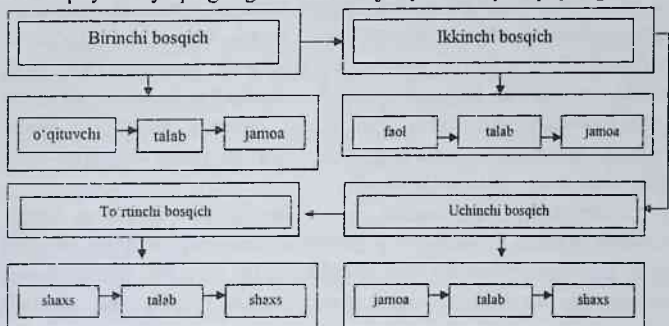 Birinchi bosqich
Ikkinchi bosqich
o‘qituvchi
talab
jamoa
faol
talab
jamoa
To‘rtinchi bosqich
Uchinchi bosqich
shaxs
talab
shaxs
jamoa
talab
shaxs